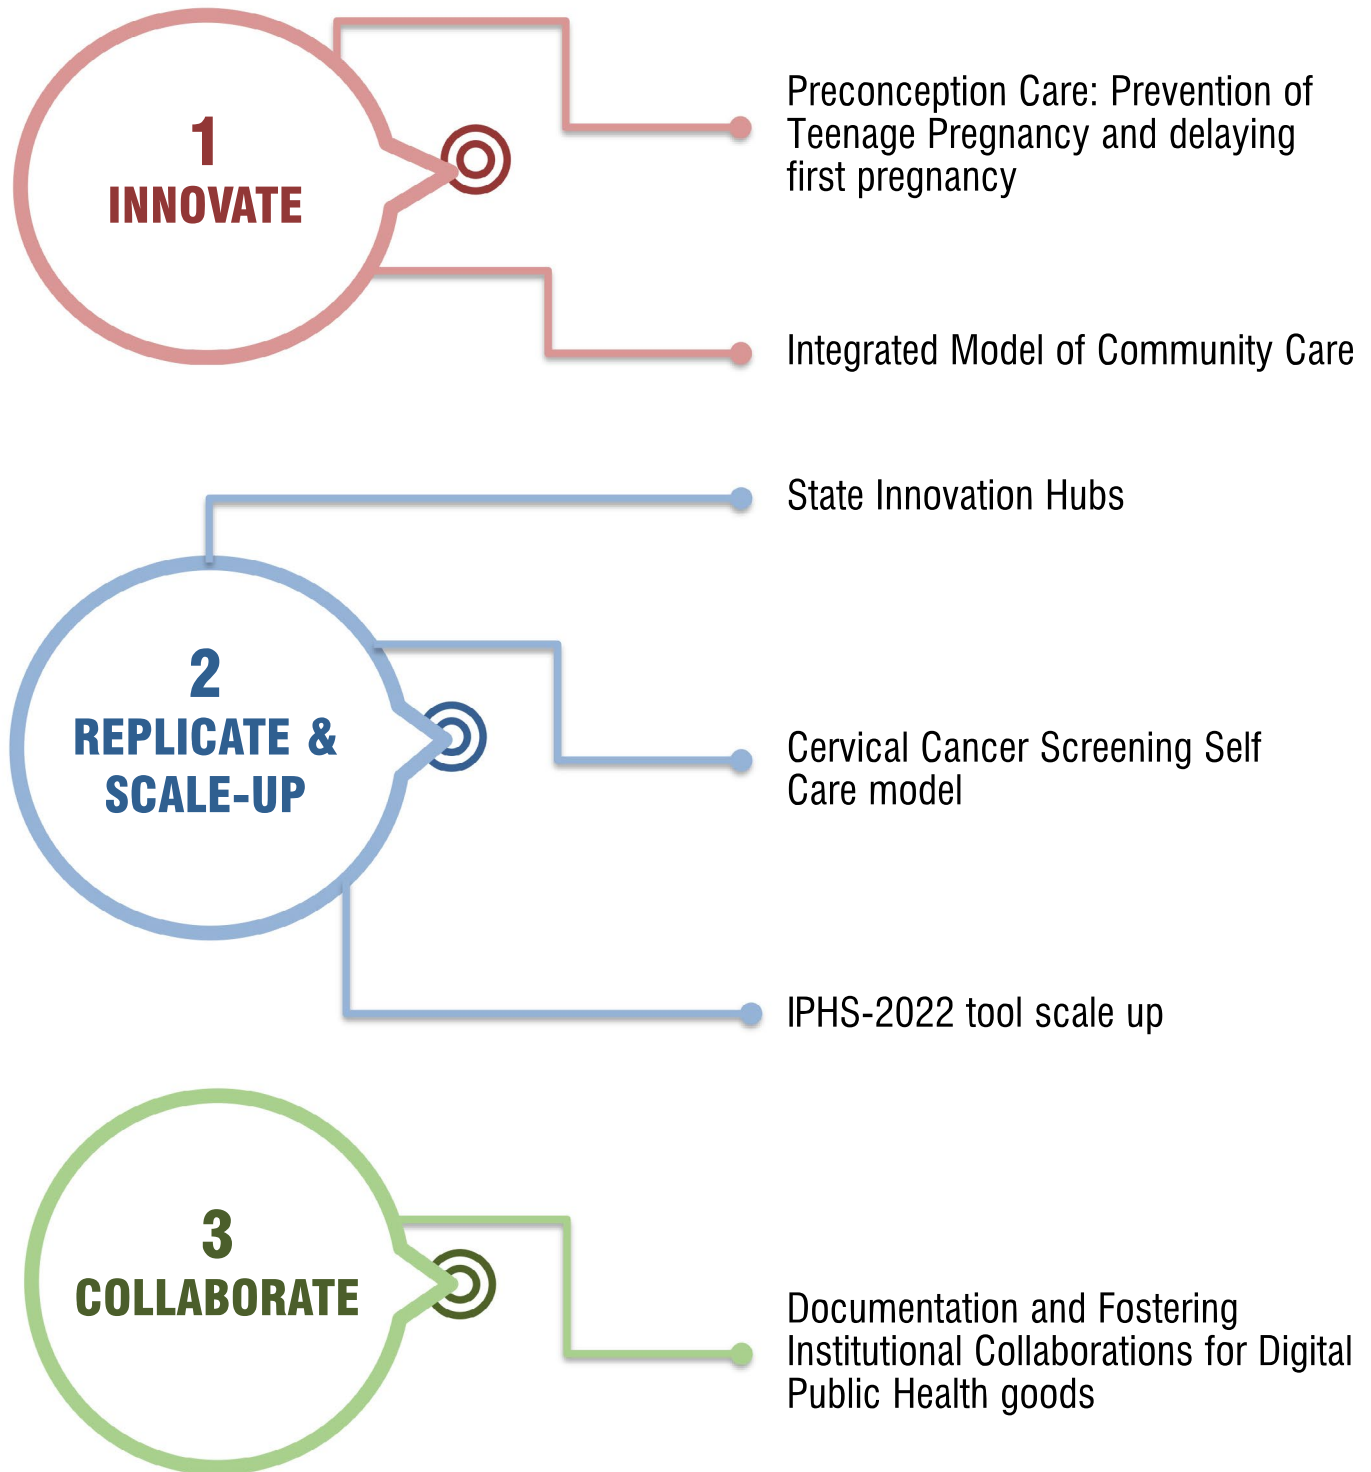 1
INNOVATE
Preconception Care: Prevention of
Teenage Pregnancy and delaying
first pregnancy
Integrated Model of Community Care
State Innovation Hubs
2
REPLICATE &
SCALE-UP
Cervical Cancer Screening Self
Care model
IPHS-2022 tool scale up
3
COLLABORATE
Documentation and Fostering
Institutional Collaborations for Digital
Public Health goods